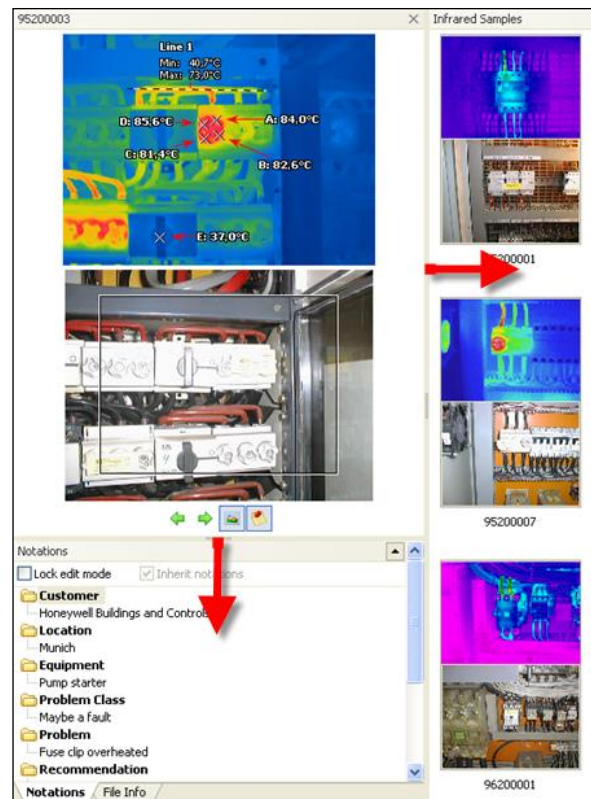 95200003
Infrared Samples
Line 1
Min: 40,7°C
Max: 73,0°C
D: 85,6°C
A: 84,0°C
C: 81,4°C
B: 82,6°C
E: 37,0°C
95200001
95200007
Notations
Lock edit mode
Inherit notations
Customer
Honeywell Buildings and Controls
Location
Munich
Equipment
Pump starter
Problem Class
Maybe a fault
Problem
Fuse clip overheated
Recommendation
96200001
Notations
File Info